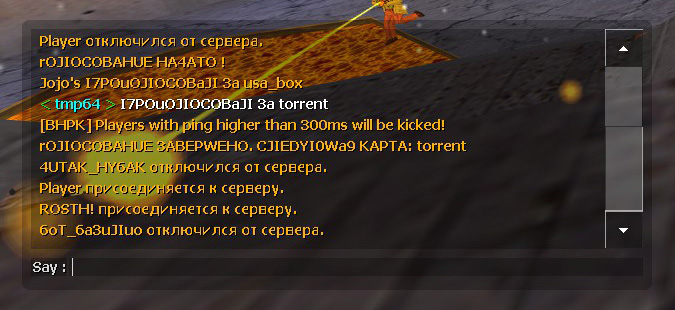 Player отключился от сервера.
rOJIOCOBAHUE HA4ATO !
Jojo's I7POuOJIOCOBaJI 3a usa_box
< tmp64 > I7POuOJIOCOBaJI 3a torrent
[BHPK] Players with ping higher than 300ms will be kicked!
rOJIOCOBAHUE 3ABEPWEHO. CJIEDYI0Wa9 KAPTA: torrent
4UTAK_HY6AK отключился от сервера.
Player присоединяется к серверу.
ROSTH! присоединяется к серверу.
6oT_6a3uJIuo отключился от сервера.
Say :